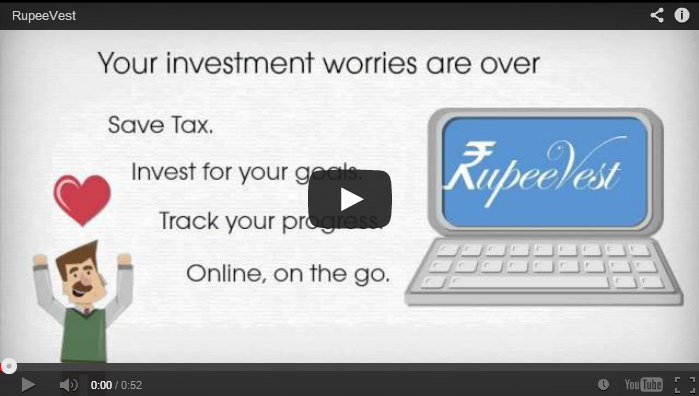 RupeeVest
Your investment worries are over
Save Tax.
Invest for your goals.
Track your progress.
Online, on the go.
₹upeeVest
0:00 / 0:52
YouTube